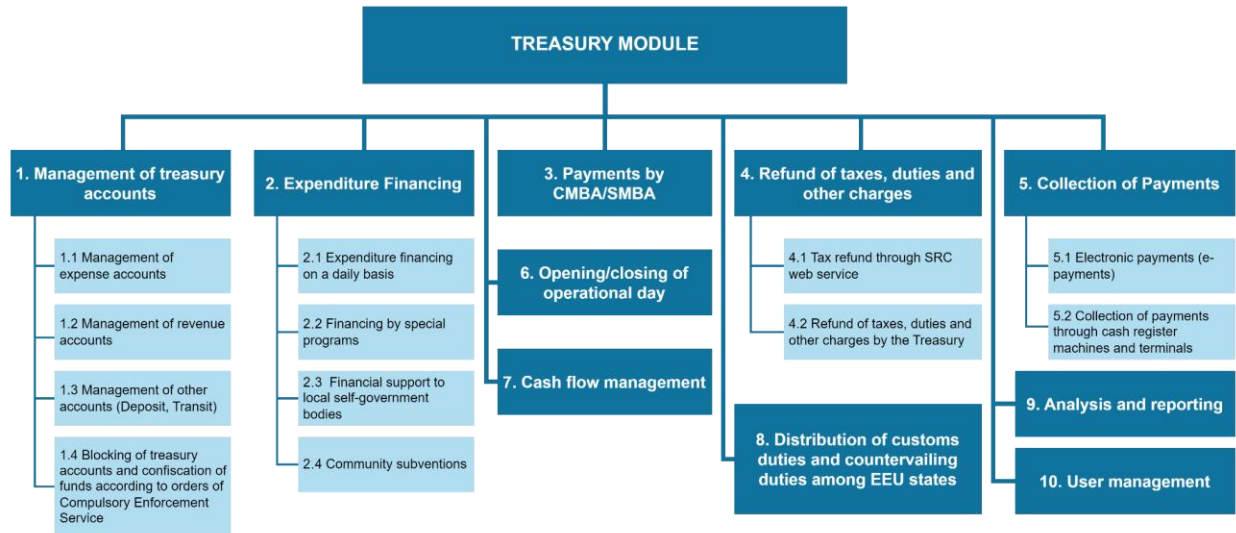 TREASURY MODULE
1. Management of treasury
accounts
1.1 Management of
expense accounts
1.2 Management of revenue
accounts
1.3 Management of other
accounts (Deposit, Transit)
1.4 Blocking of treasury
accounts and confiscation of
funds according to orders of
Compulsory Enforcement
Service
2. Expenditure Financing
2.1 Expenditure financing
on a daily basis
2.2 Financing by special
programs
2.3 Financial support to
local self-government
bodies
2.4 Community subventions
3. Payments by
CMBA/SMBA
6. Opening/closing of
operational day
7. Cash flow management
4. Refund of taxes, duties and
other charges
4.1 Tax refund through SRC
web service
4.2 Refund of taxes, duties and
other charges by the Treasury
8. Distribution of customs
duties and countervailing
duties among EEU states
5. Collection of Payments
5.1 Electronic payments (e-
payments)
5.2 Collection of payments
through cash register
machines and terminals
9. Analysis and reporting
10. User management